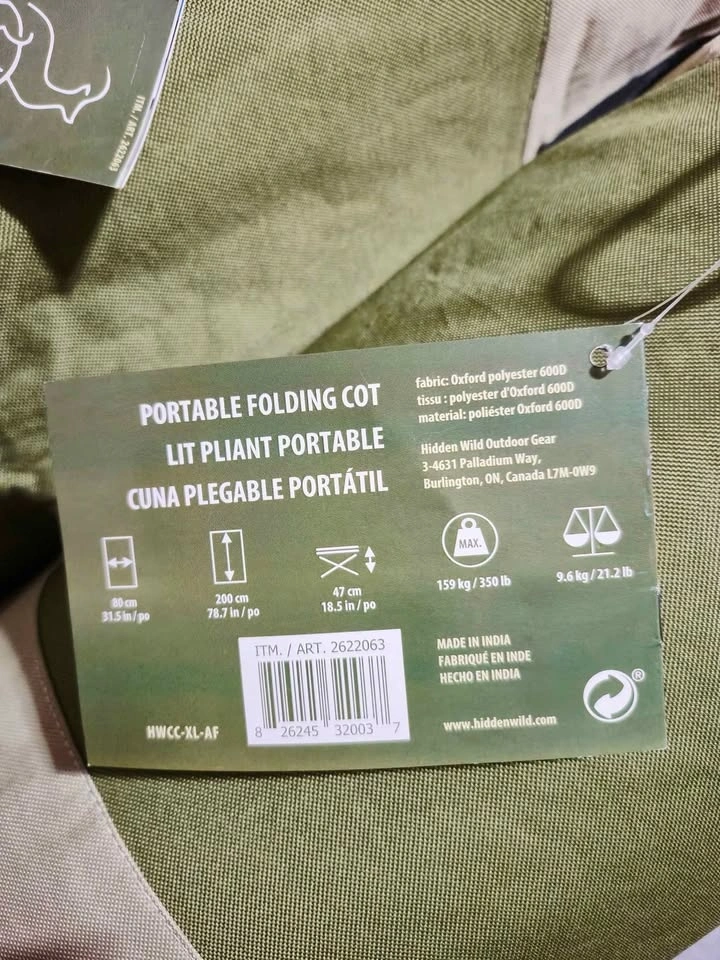 ITM. / ART. 2622063
PORTABLE FOLDING COT
LIT PLIANT PORTABLE
CUNA PLEGABLE PORTÁTIL
fabric: Oxford polyester 600D
tissu : polyester d'Oxford 600D
material: poliéster Oxford 600D
Hidden Wild Outdoor Gear
3-4631 Palladium Way,
Burlington, ON, Canada L7M-0W9
80 cm
31.5 in / po
200 cm
78.7 in / po
47 cm
18.5 in / po
MAX.
159 kg / 350 lb
9.6 kg / 21.2 lb
ITM. / ART. 2622063
8 26245 32003 7
HWCC-XL-AF
MADE IN INDIA
FABRIQUÉ EN INDE
HECHO EN INDIA
www.hiddenwild.com
®